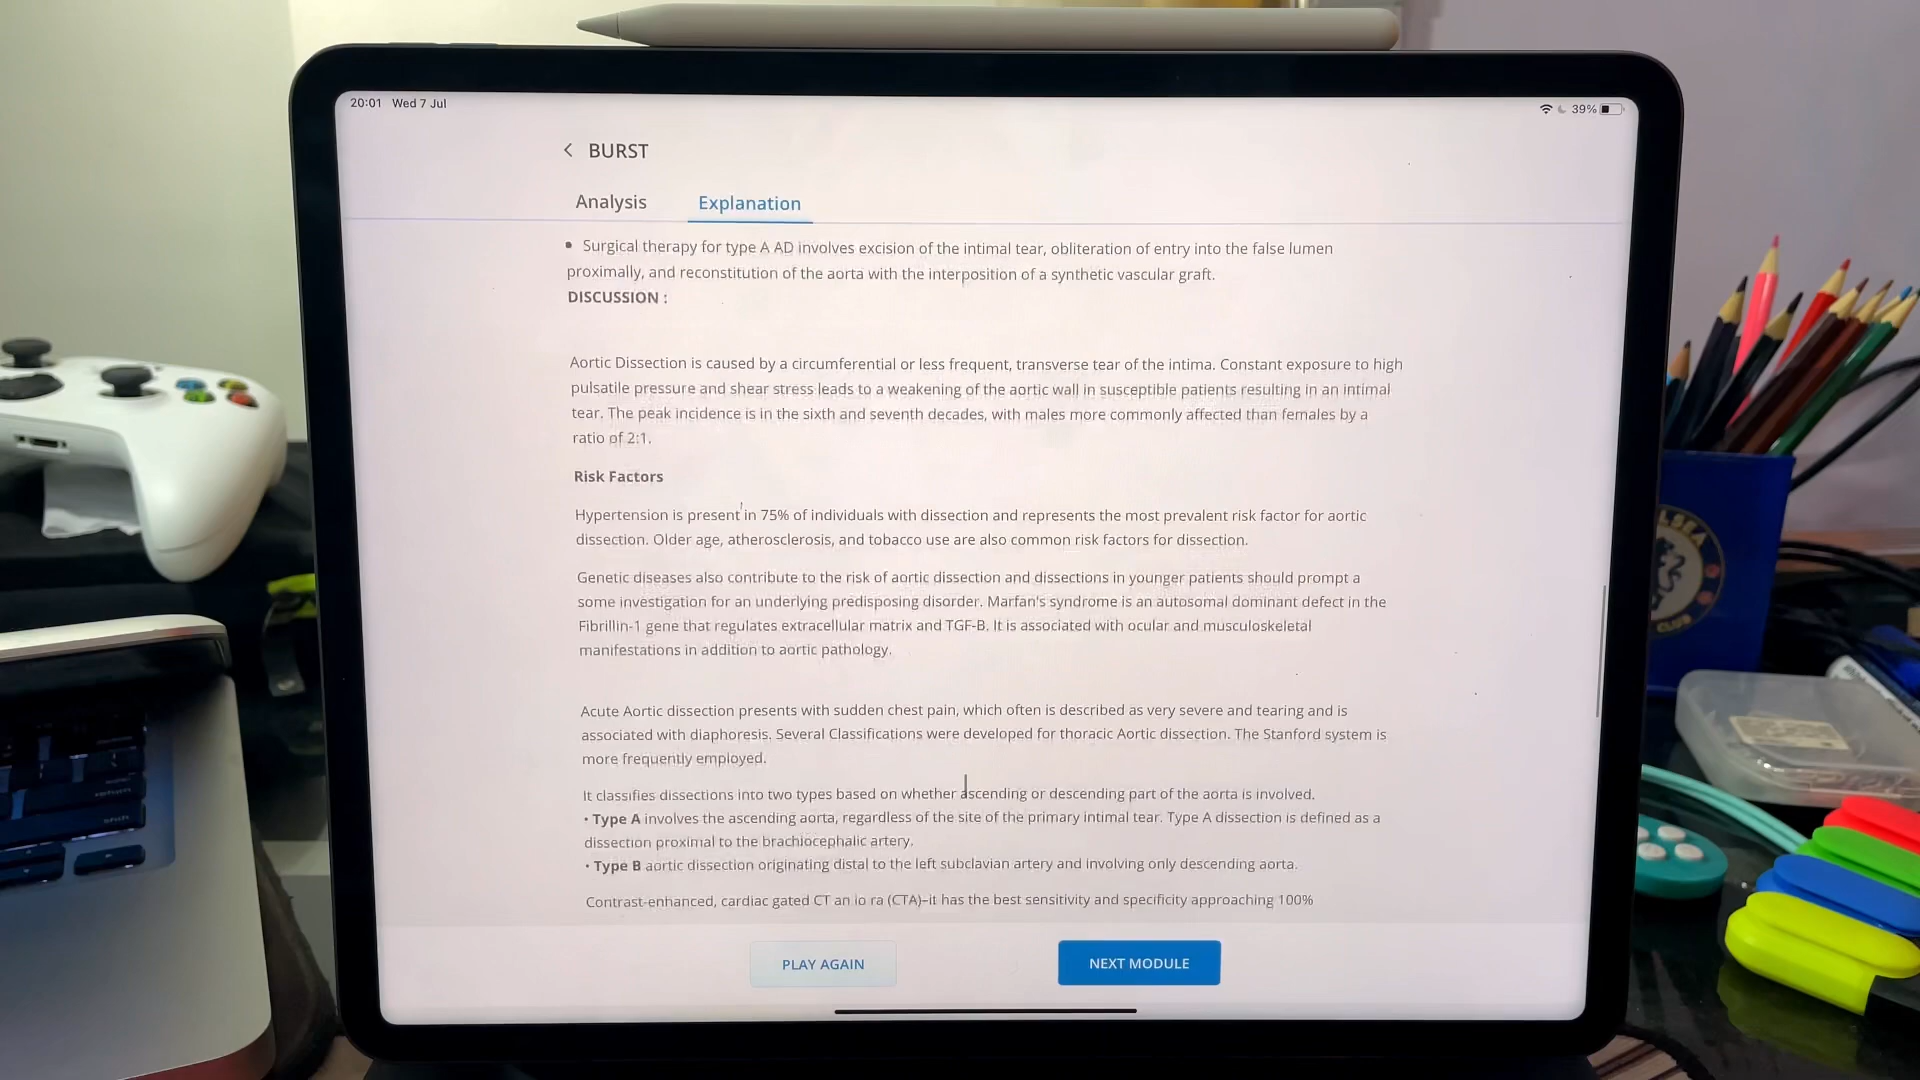 20:01 Wed 7 Jul
39%
BURST
Analysis Explanation
• Surgical therapy for type A AD involves excision of the intimal tear, obliteration of entry into the false lumen
proximally, and reconstitution of the aorta with the interposition of a synthetic vascular graft.
DISCUSSION :
Aortic Dissection is caused by a circumferential or less frequent, transverse tear of the intima. Constant exposure to high
pulsatile pressure and shear stress leads to a weakening of the aortic wall in susceptible patients resulting in an intimal
tear. The peak incidence is in the sixth and seventh decades, with males more commonly affected than females by a
ratio of 2:1.
Risk Factors
Hypertension is present in 75% of individuals with dissection and represents the most prevalent risk factor for aortic
dissection. Older age, atherosclerosis, and tobacco use are also common risk factors for dissection.
Genetic diseases also contribute to the risk of aortic dissection and dissections in younger patients should prompt a
some investigation for an underlying predisposing disorder. Marfan's syndrome is an autosomal dominant defect in the
Fibrillin-1 gene that regulates extracellular matrix and TGF-B. It is associated with ocular and musculoskeletal
manifestations in addition to aortic pathology.
Acute Aortic dissection presents with sudden chest pain, which often is described as very severe and tearing and is
associated with diaphoresis. Several Classifications were developed for thoracic Aortic dissection. The Stanford system is
more frequently employed.
It classifies dissections into two types based on whether ascending or descending part of the aorta is involved.
• Type A involves the ascending aorta, regardless of the site of the primary intimal tear. Type A dissection is defined as a
dissection proximal to the brachiocephalic artery.
• Type B aortic dissection originating distal to the left subclavian artery and involving only descending aorta.
Contrast-enhanced, cardiac gated CT an io ra (CTA)–it has the best sensitivity and specificity approaching 100%
PLAY AGAIN
NEXT MODULE
LSEA
CLUB
return
shift